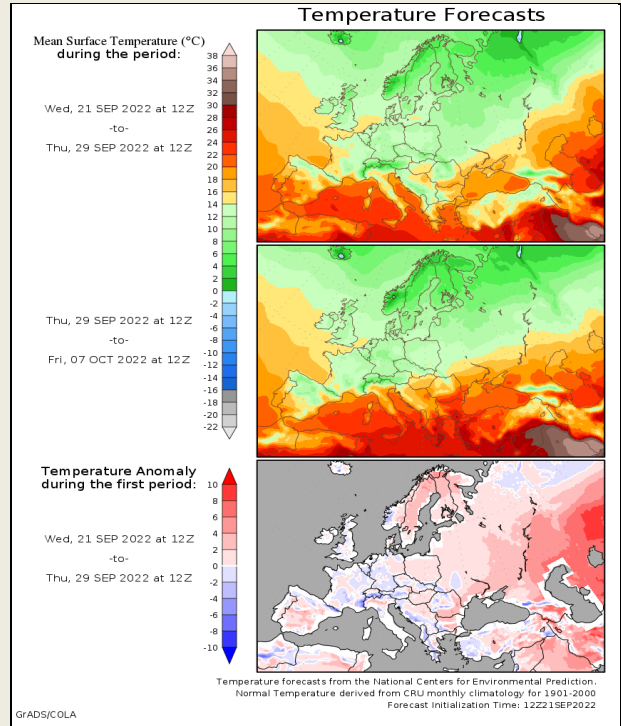 Temperature Forecasts
Mean Surface Temperature (°C)
during the period:
Wed, 21 SEP 2022 at 12Z
-to-
Thu, 29 SEP 2022 at 12Z
38
36
34
32
30
28
26
24
22
20
18
16
14
12
10
8
6
4
2
0
-2
-4
-6
-8
-10
-12
-14
-16
-18
-20
-22
Thu, 29 SEP 2022 at 12Z
-to-
Fri, 07 OCT 2022 at 12Z
Temperature Anomaly
during the first period:
Wed, 21 SEP 2022 at 12Z
-to-
Thu, 29 SEP 2022 at 12Z
10
8
6
4
2
0
-2
-4
-6
-8
-10
Temperature forecasts from the National Centers for Environmental Prediction.
Normal Temperature derived from CRU monthly climatology for 1901-2000
Forecast Initialization Time: 12Z21SEP2022
GrADS/COLA